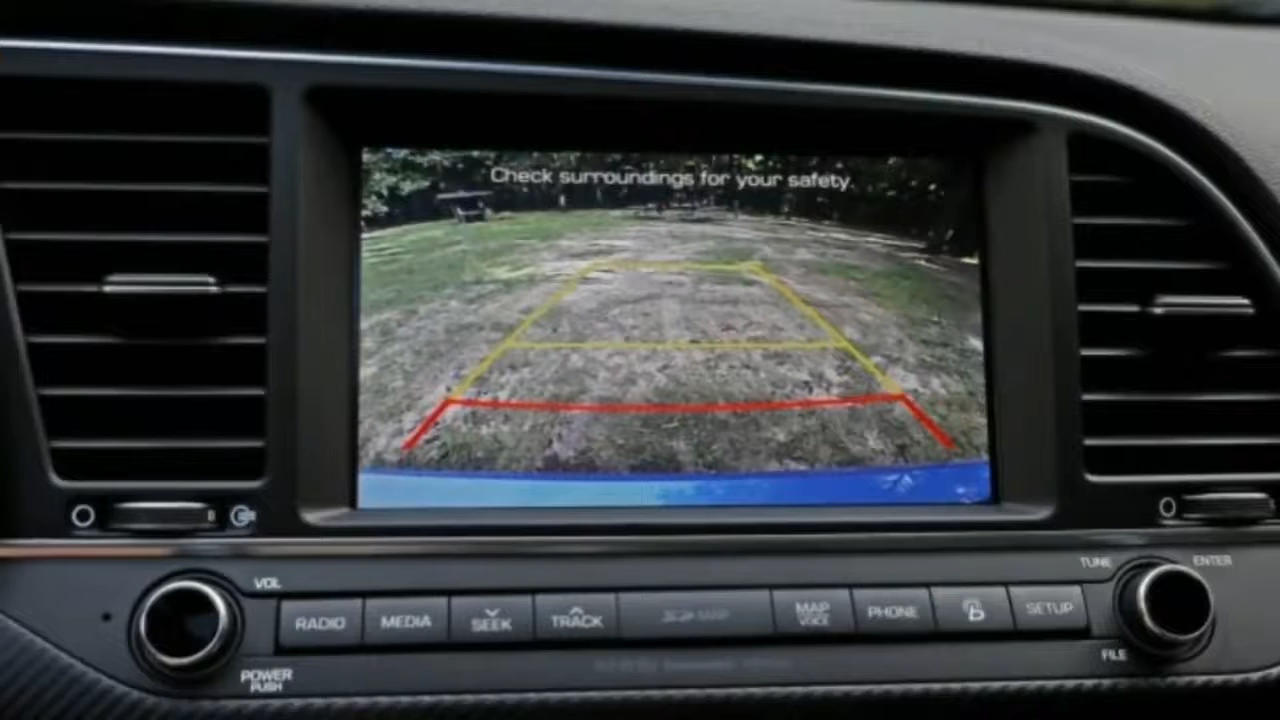 Check surroundings for your safety.
VOL
TUNE
ENTER
RADIO
MEDIA
SEEK
TRACK
MAP
VOICE
PHONE
SETUP
POWER
PUSH
FILE